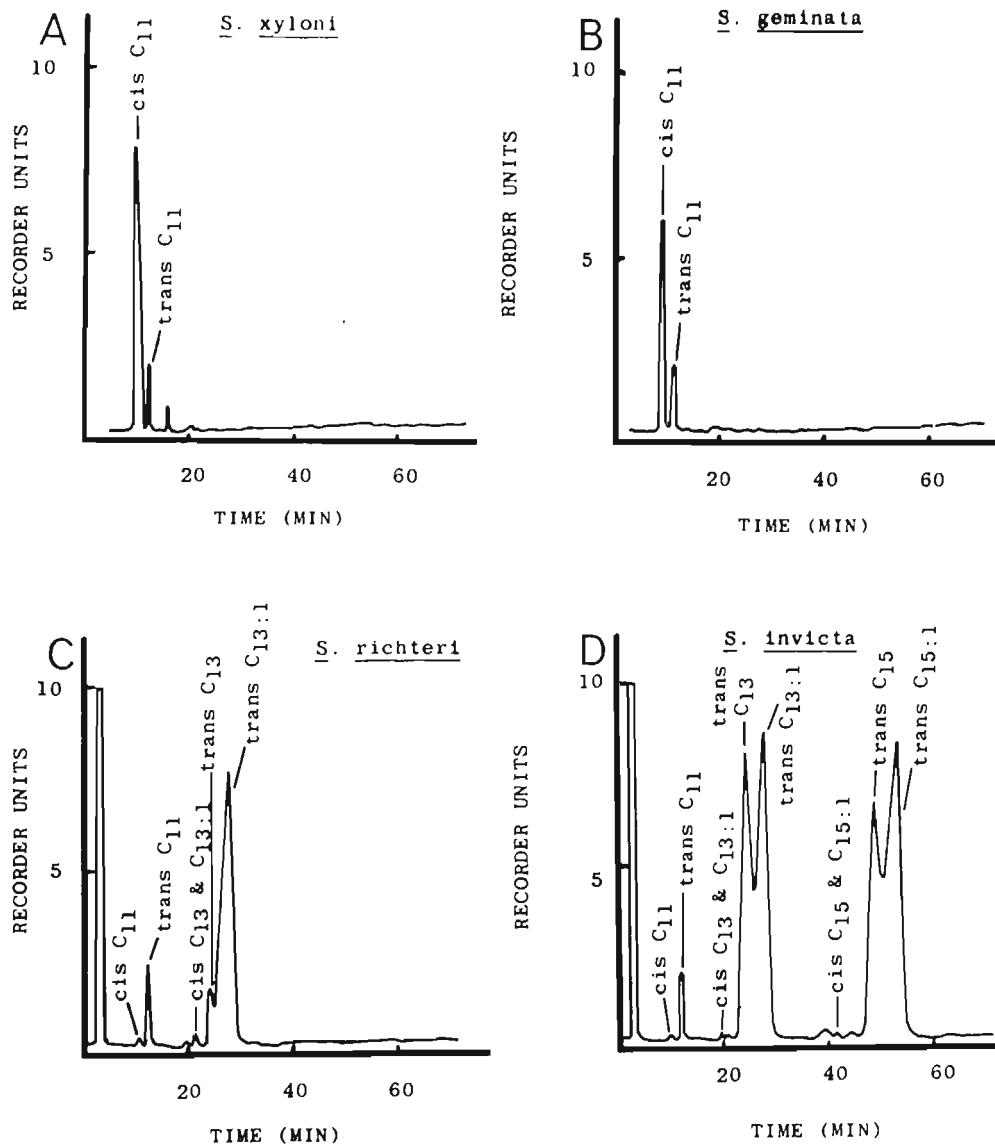 A
S. xyloni
10
5
RECORDER UNITS
cis C11
trans C11
20 40 60
TIME (MIN)
B
S. geminata
10
5
RECORDER UNITS
cis C11
trans C11
20 40 60
TIME (MIN)
C
S. richteri
10
5
RECORDER UNITS
cis C11
trans C11
cis C13 & C13:1
trans C13
trans C13:1
20 40 60
TIME (MIN)
D
S. invicta
10
5
RECORDER UNITS
cis C11
trans C11
cis C13 & C13:1
trans
C13
trans C13:1
cis C15 & C15:1
trans C15
trans C15:1
20 40 60
TIME (MIN)